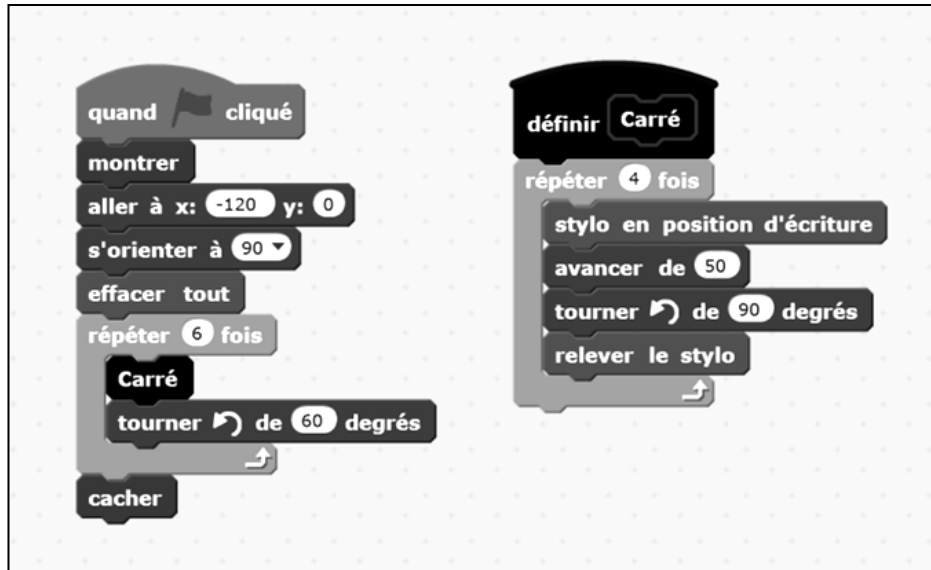 quand cliqué
montrer
aller à x: -120 y: 0
s'orienter à 90
effacer tout
répéter 6 fois
Carré
tourner de 60 degrés
cacher
définir Carré
répéter 4 fois
stylo en position d'écriture
avancer de 50
tourner de 90 degrés
relever le stylo